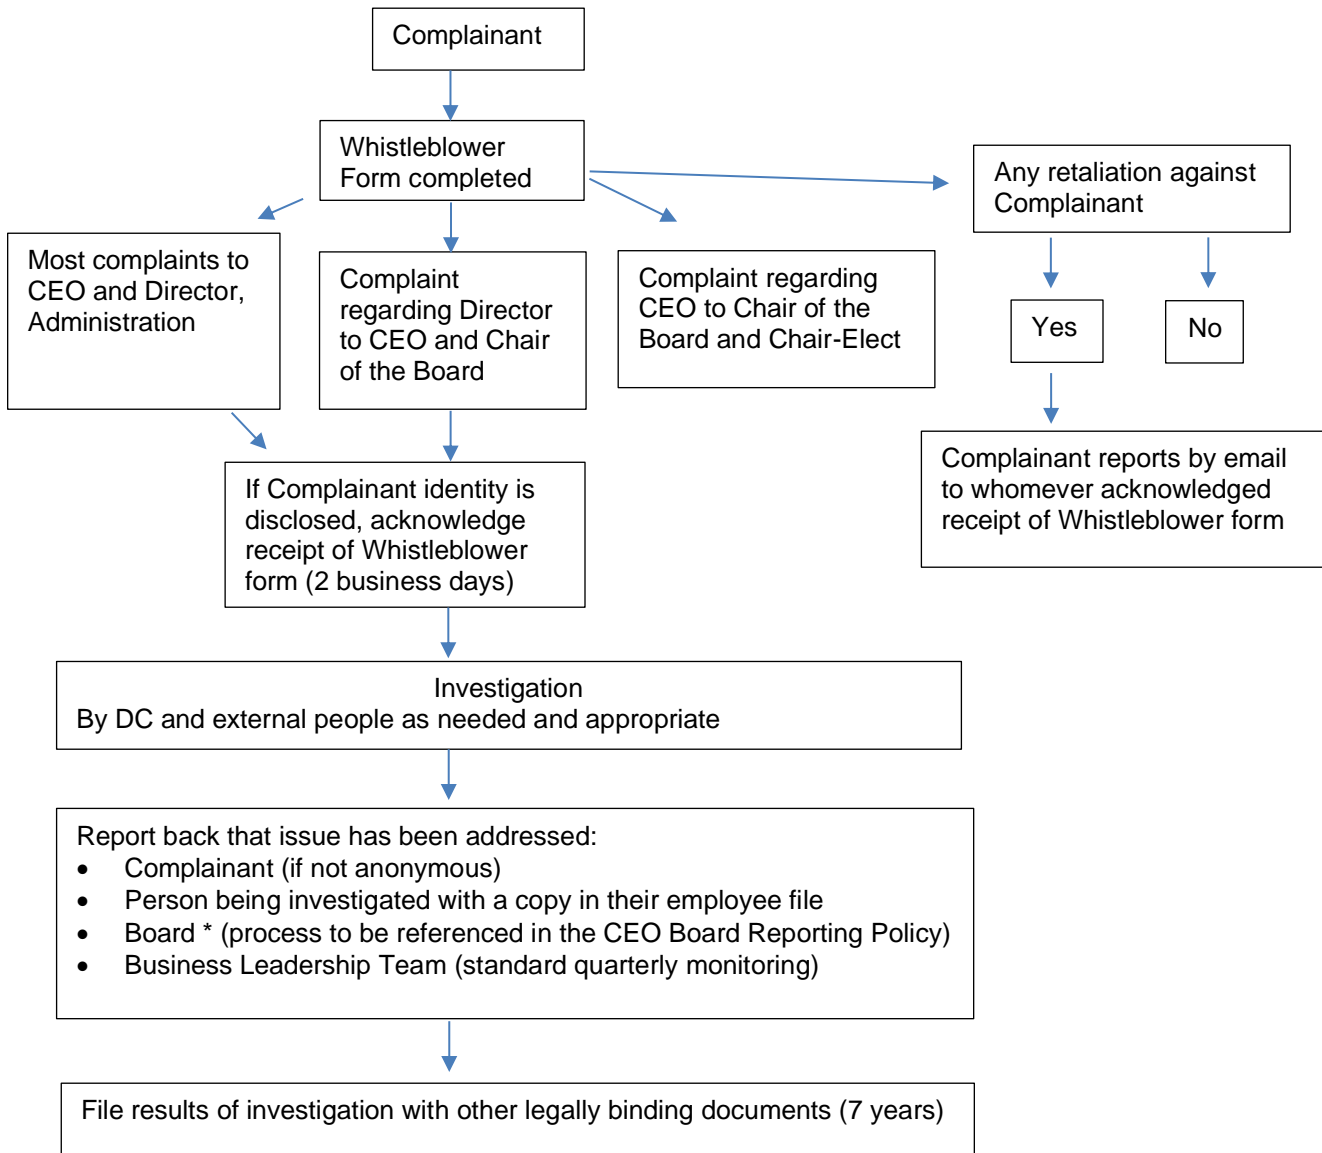 Complainant
Whistleblower
Form completed
Any retaliation against
Complainant
Most complaints to
CEO and Director,
Administration
Complaint
regarding Director
to CEO and Chair
of the Board
Complaint regarding
CEO to Chair of the
Board and Chair-Elect
Yes
No
Complainant reports by email
to whomever acknowledged
receipt of Whistleblower form
If Complainant identity is
disclosed, acknowledge
receipt of Whistleblower
form (2 business days)
Investigation
By DC and external people as needed and appropriate
Report back that issue has been addressed:
• Complainant (if not anonymous)
• Person being investigated with a copy in their employee file
• Board * (process to be referenced in the CEO Board Reporting Policy)
• Business Leadership Team (standard quarterly monitoring)
File results of investigation with other legally binding documents (7 years)